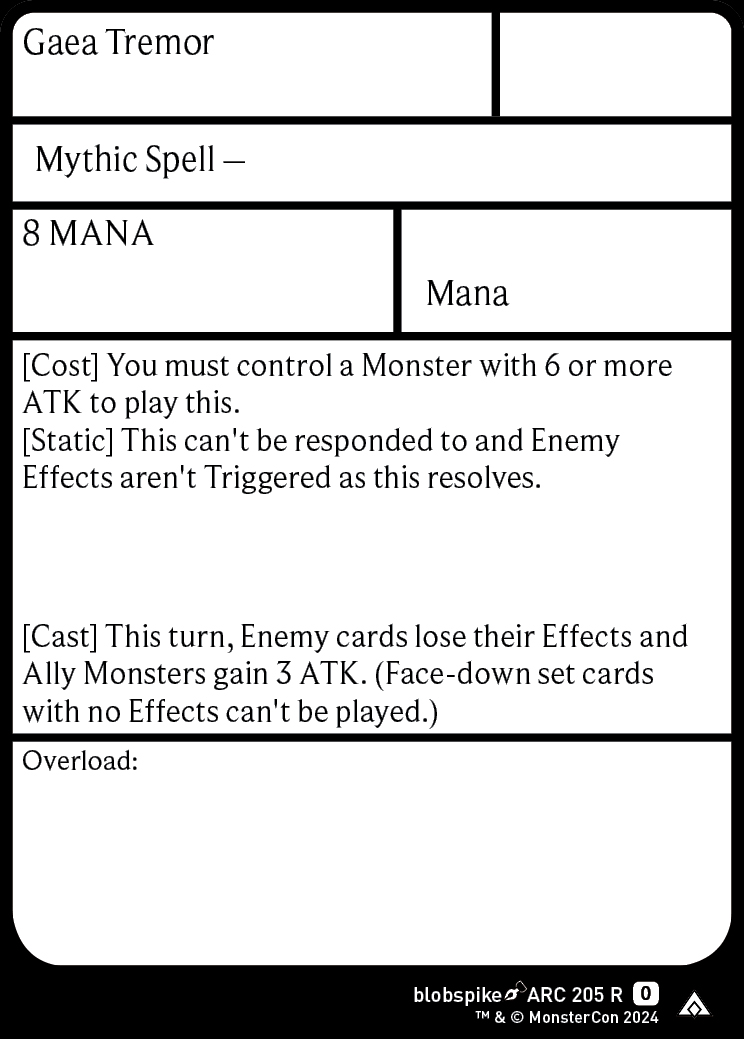 Gaea Tremor
Mythic Spell —
8 MANA
Mana
[Cost] You must control a Monster with 6 or more
ATK to play this.
[Static] This can't be responded to and Enemy
Effects aren't Triggered as this resolves.
[Cast] This turn, Enemy cards lose their Effects and
Ally Monsters gain 3 ATK. (Face-down set cards
with no Effects can't be played.)
Overload:
blobspike ARC 205 R 0
™ & © MonsterCon 2024